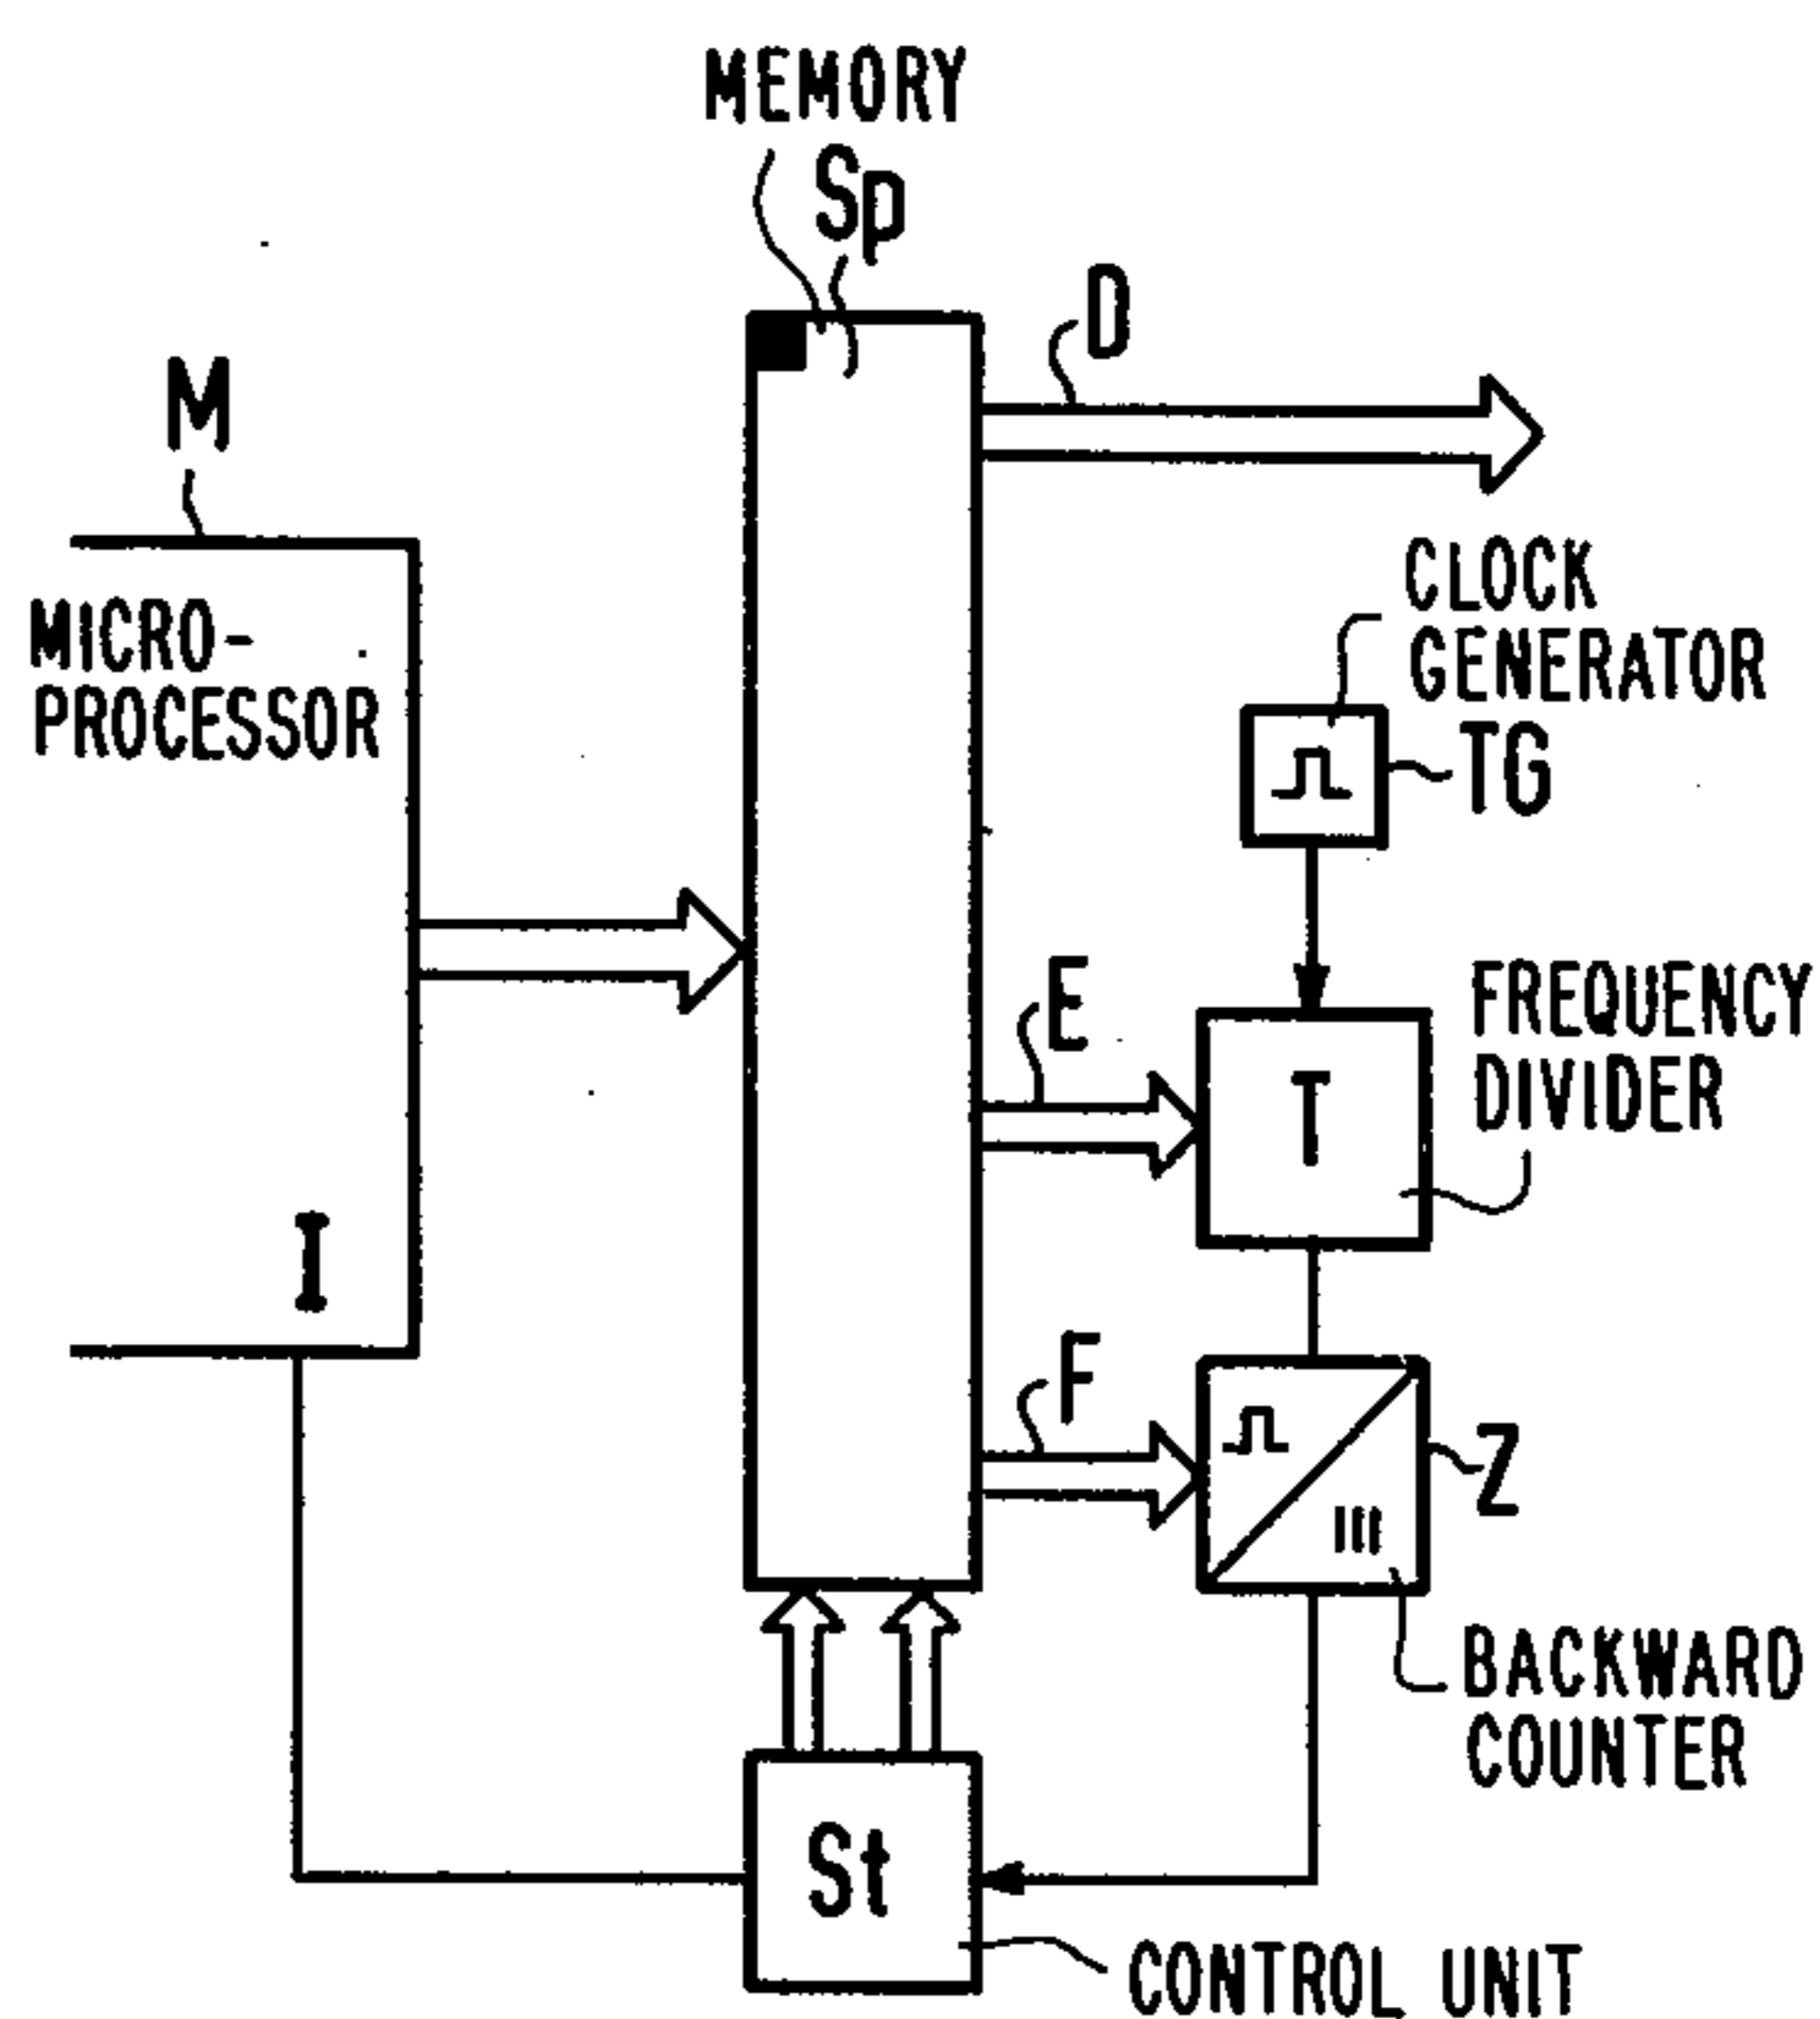 MEMORY
Sp
D
M
MICRO-
PROCESSOR
CLOCK
GENERATOR
TG
E
FREQUENCY
DIVIDER
T
I
F
Z
BACKWARD
COUNTER
St
CONTROL UNIT